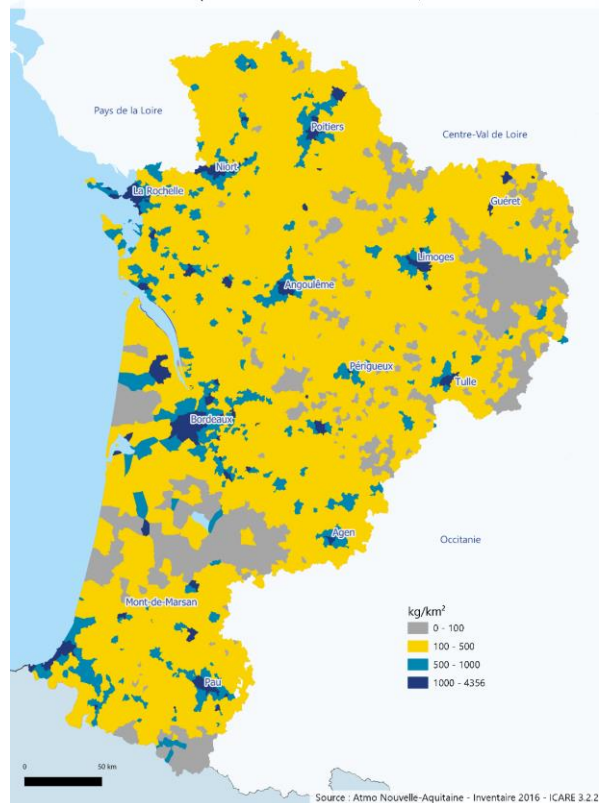 Pays de la Loire
Poitiers
Centre-Val de Loire
Niort
La Rochelle
Guéret
Limoges
Angoulême
Périgueux
Tulle
Bordeaux
Agen
Occitanie
Mont-de-Marsan
Pau
kg/km²
0 - 100
100 - 500
500 - 1000
1000 - 4356
0
50 km
Source : Atmo Nouvelle-Aquitaine - Inventaire 2016 - ICARE 3.2.2